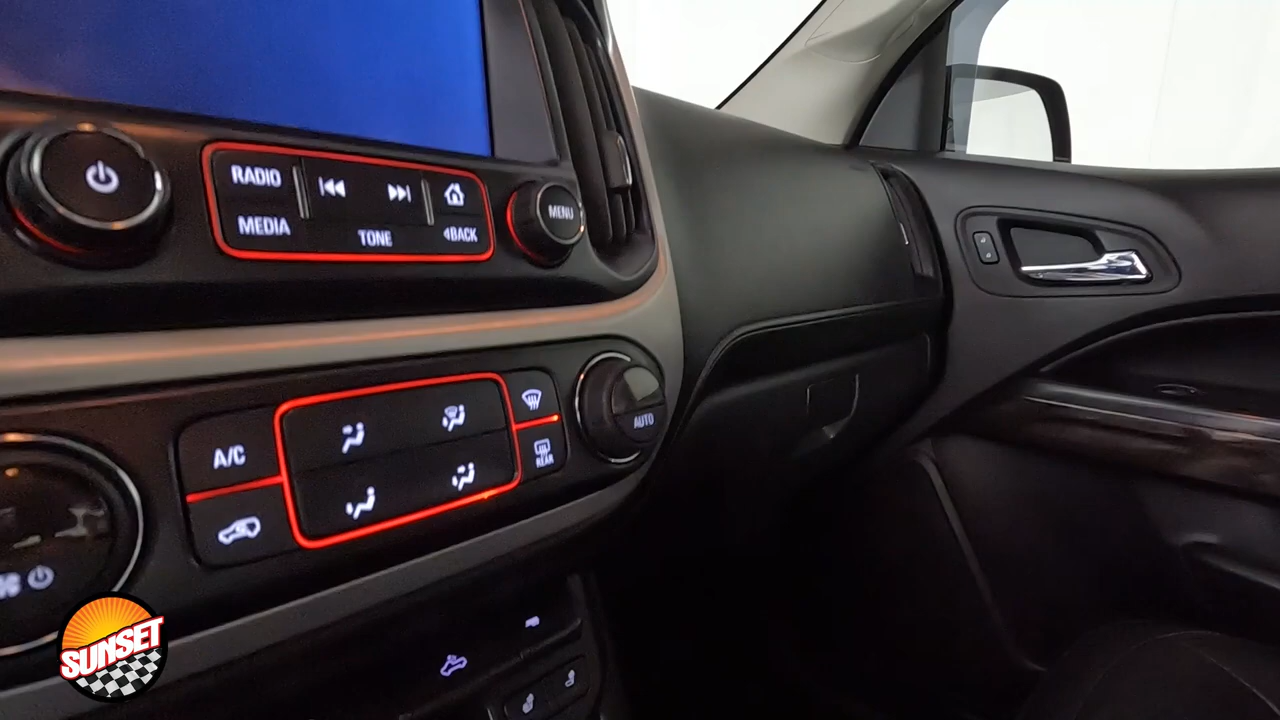 RADIO
MEDIA
TONE
BACK
MENU
A/C
REAR
AUTO
SUNSET